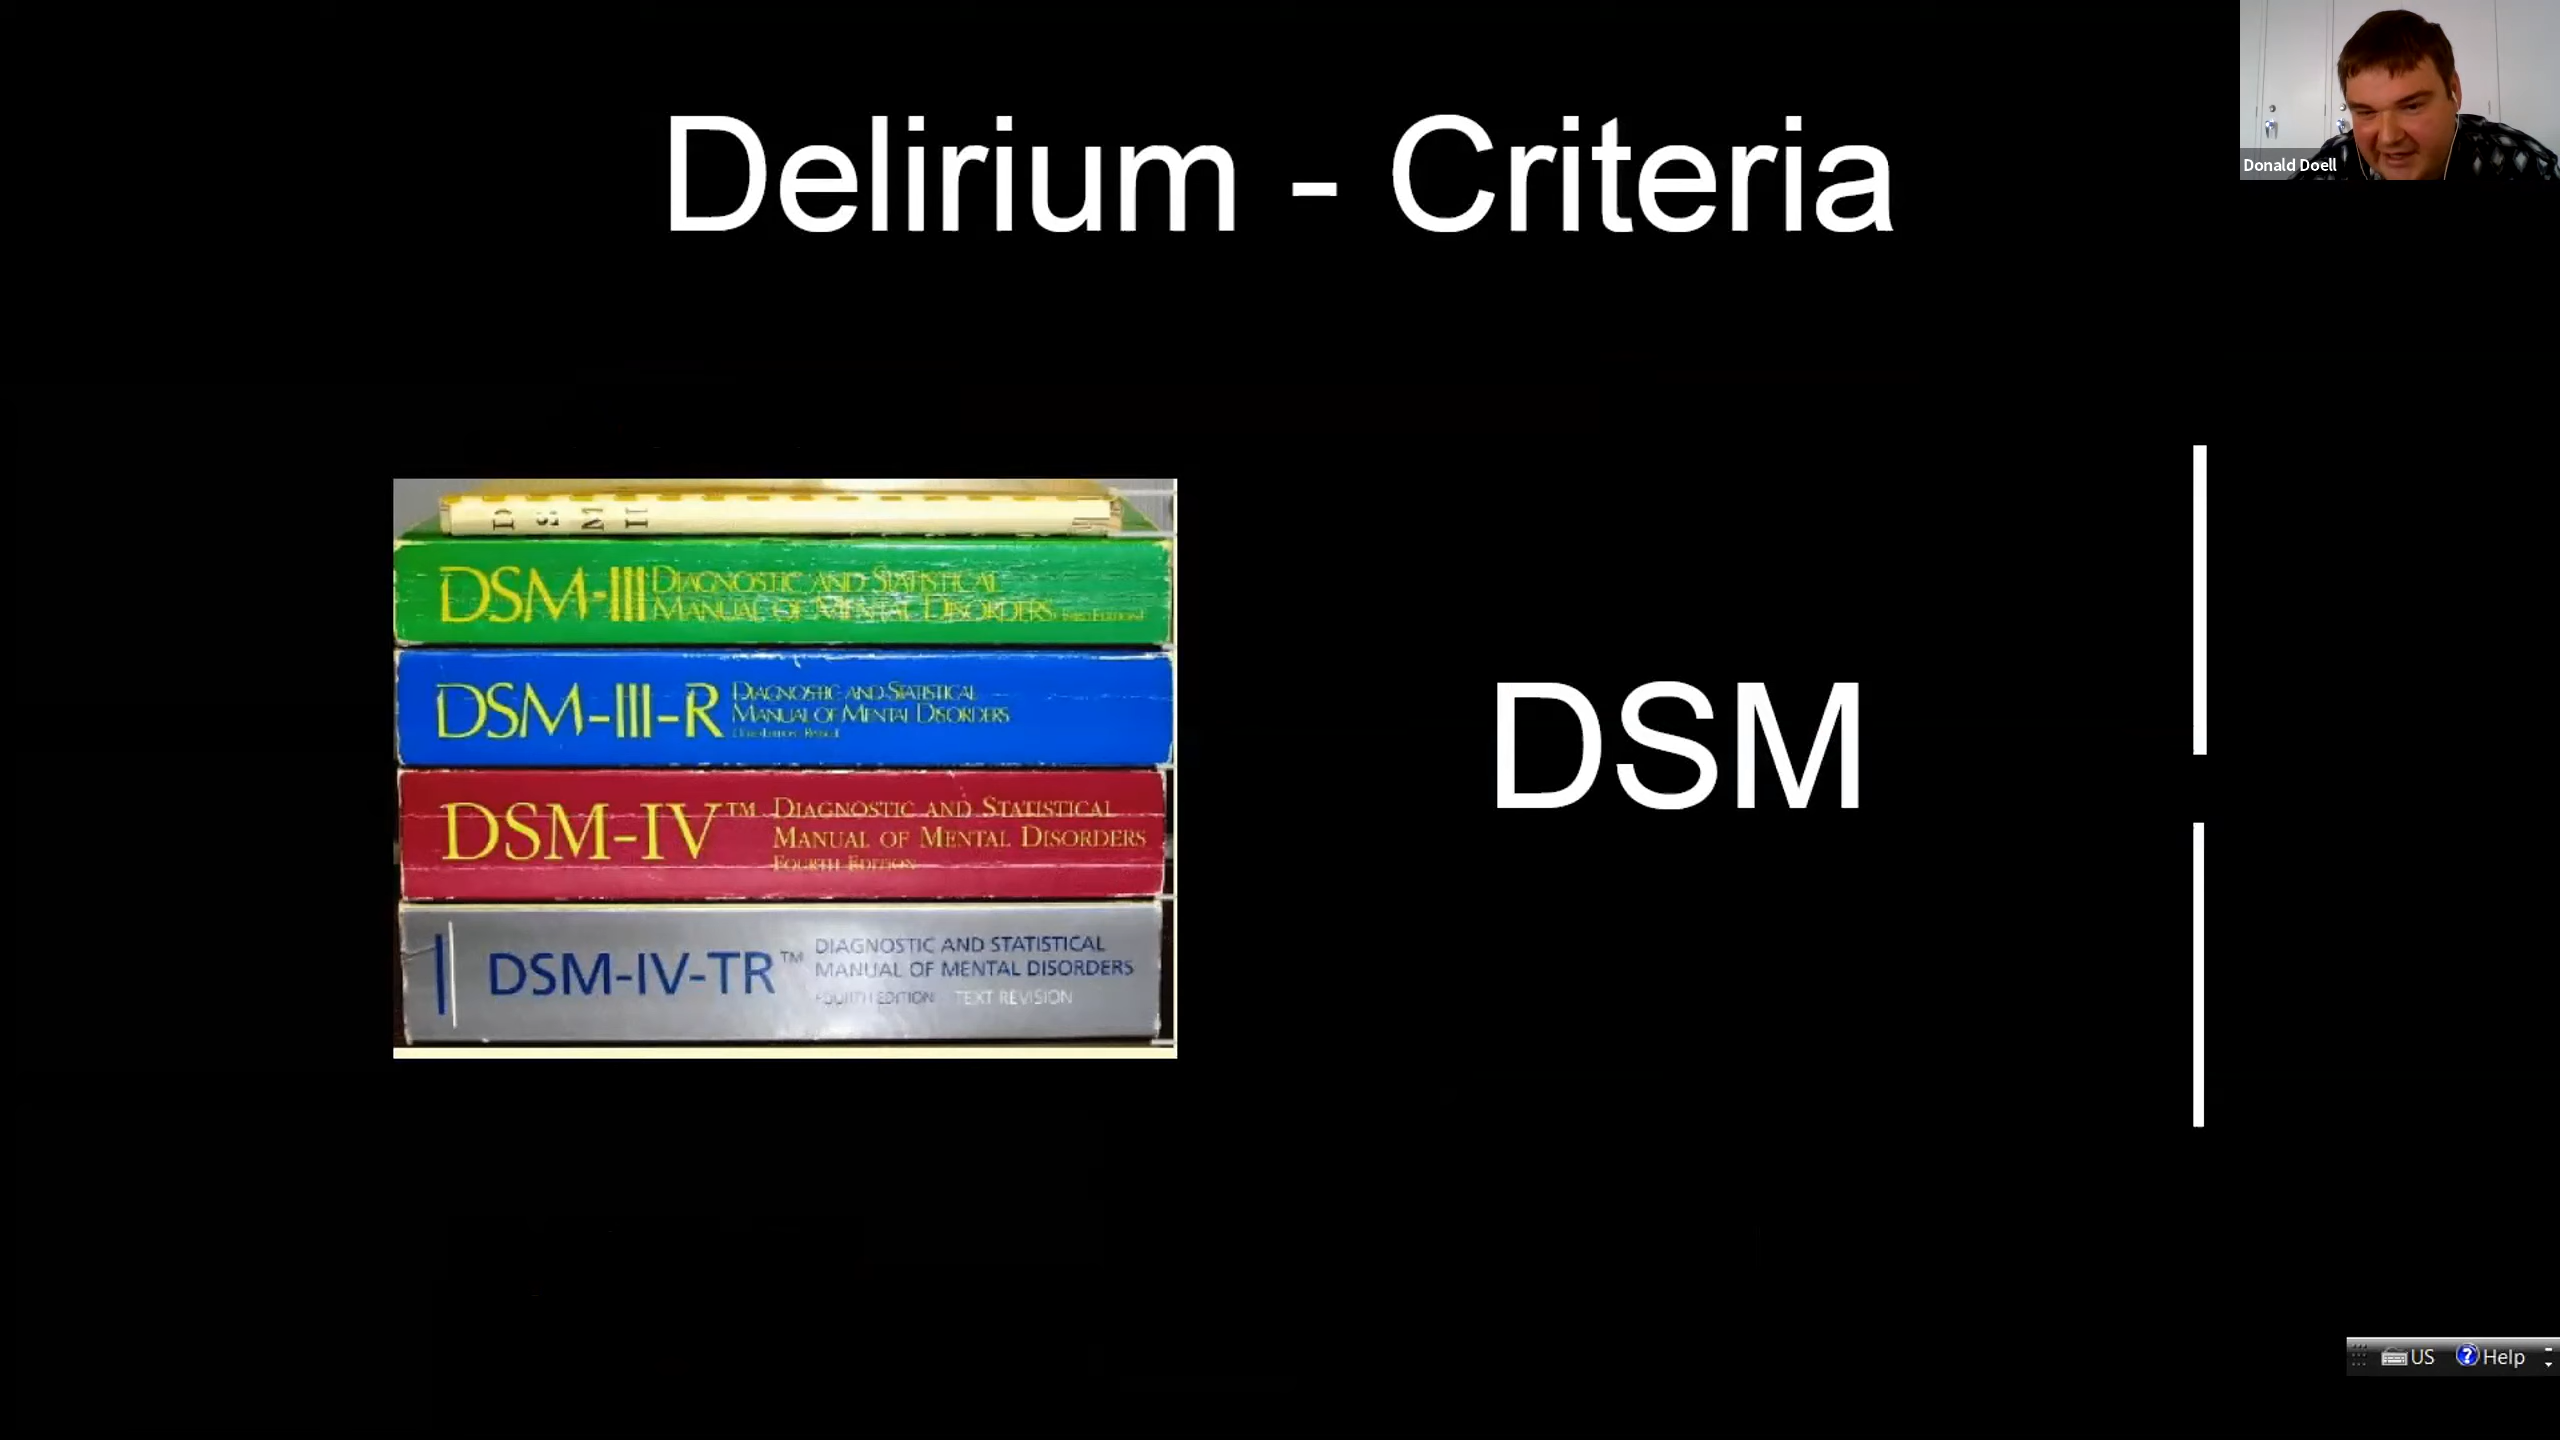 Delirium - Criteria
Donald Doell
DSM II
DSM-III DIAGNOSTIC AND STATISTICAL
MANUAL OF MENTAL DISORDERS
DSM-III-R DIAGNOSTIC AND STATISTICAL
MANUAL OF MENTAL DISORDERS
DSM-IV™ DIAGNOSTIC AND STATISTICAL
MANUAL OF MENTAL DISORDERS
FOURTH EDITION
DSM-IV-TR™ DIAGNOSTIC AND STATISTICAL
MANUAL OF MENTAL DISORDERS
FOURTH EDITION TEXT REVISION
DSM
US Help